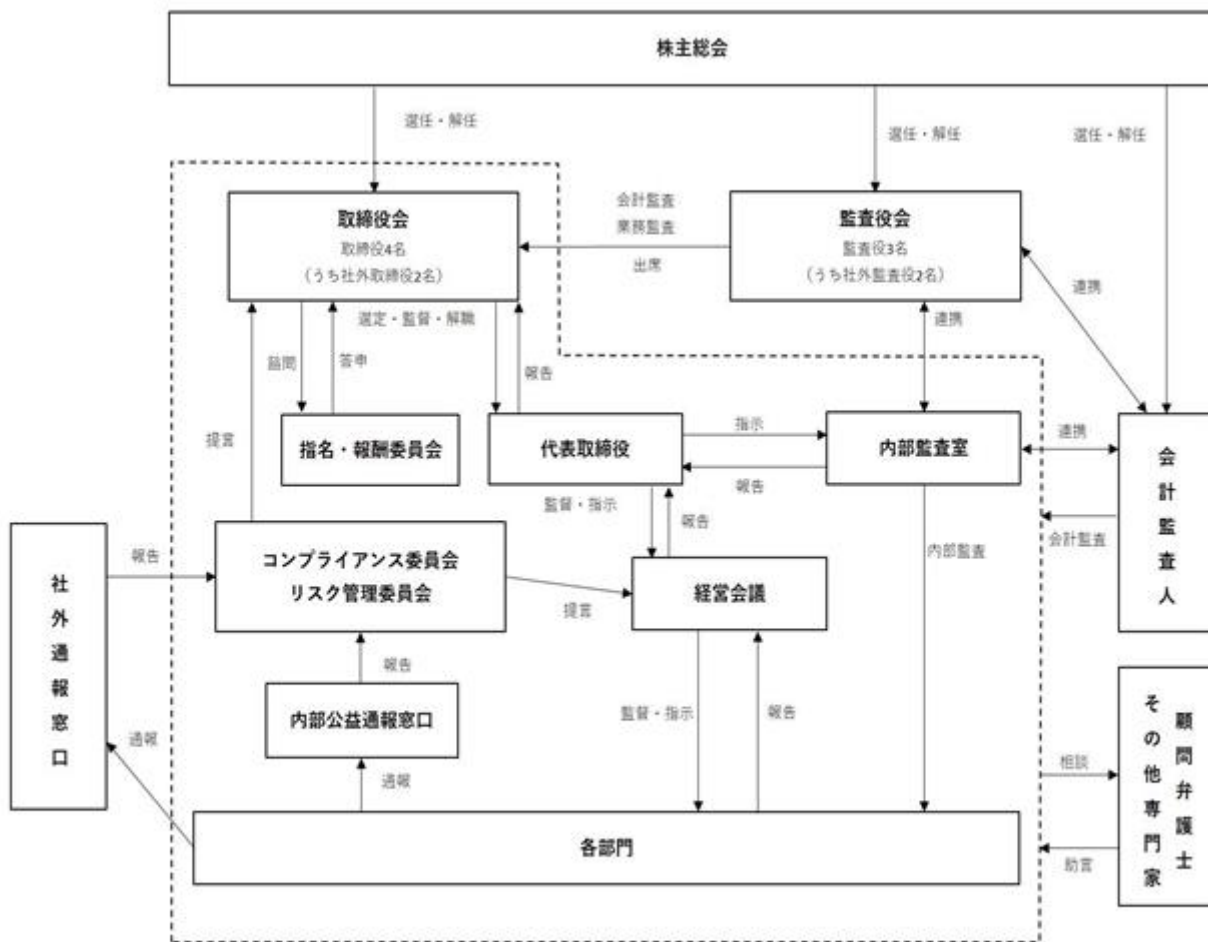 株主総会
選任・解任
選任・解任
選任・解任
取締役会
取締役4名
（うち社外取締役2名）
会計監査
業務監査
出席
監査役会
監査役3名
（うち社外監査役2名）
連携
連携
選定・監督・解職
諮問
答申
報告
提言
指名・報酬委員会
代表取締役
指示
報告
内部監査室
連携
会計監査人
会計監査
監督・指示
報告
内部監査
社外通報窓口
報告
コンプライアンス委員会
リスク管理委員会
提言
経営会議
報告
内部公益通報窓口
監督・指示
報告
通報
通報
相談
助言
顧問弁護士
その他専門家
各部門